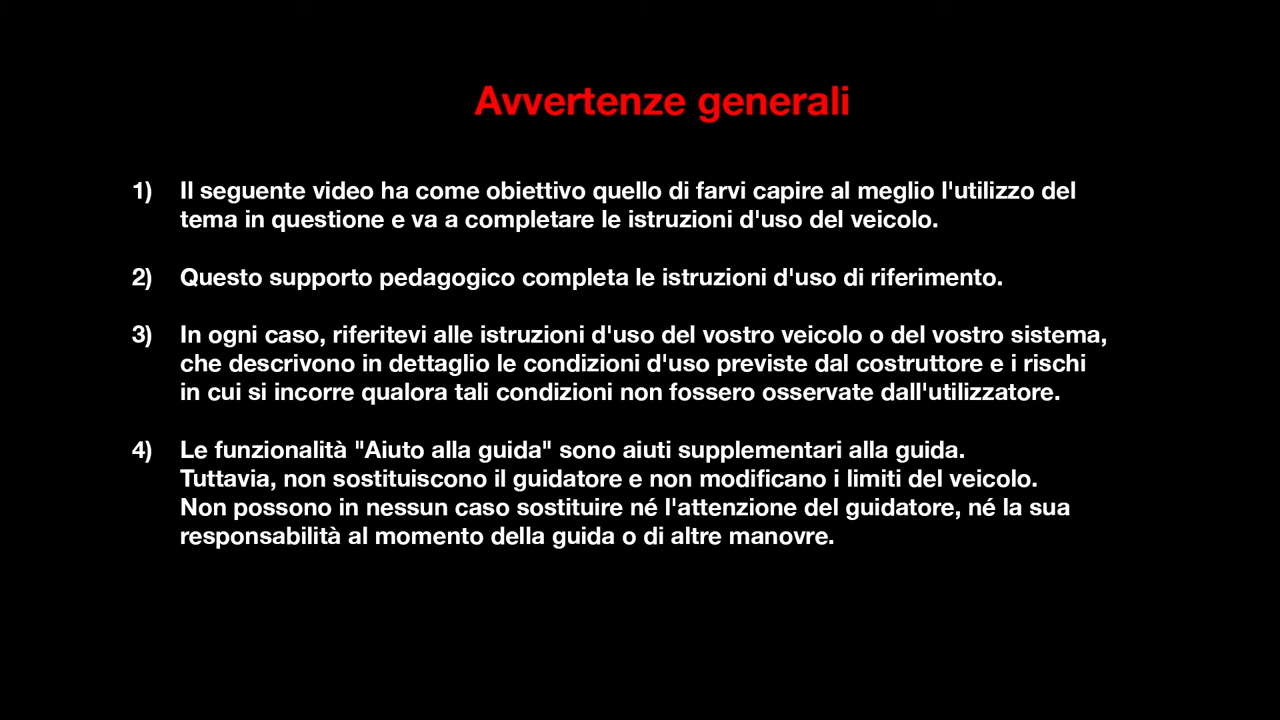 Avvertenze generali
1) Il seguente video ha come obiettivo quello di farvi capire al meglio l'utilizzo del
tema in questione e va a completare le istruzioni d'uso del veicolo.
2) Questo supporto pedagogico completa le istruzioni d'uso di riferimento.
3) In ogni caso, riferitevi alle istruzioni d'uso del vostro veicolo o del vostro sistema,
che descrivono in dettaglio le condizioni d'uso previste dal costruttore e i rischi
in cui si incorre qualora tali condizioni non fossero osservate dall'utilizzatore.
4) Le funzionalità "Aiuto alla guida" sono aiuti supplementari alla guida.
Tuttavia, non sostituiscono il guidatore e non modificano i limiti del veicolo.
Non possono in nessun caso sostituire né l'attenzione del guidatore, né la sua
responsabilità al momento della guida o di altre manovre.